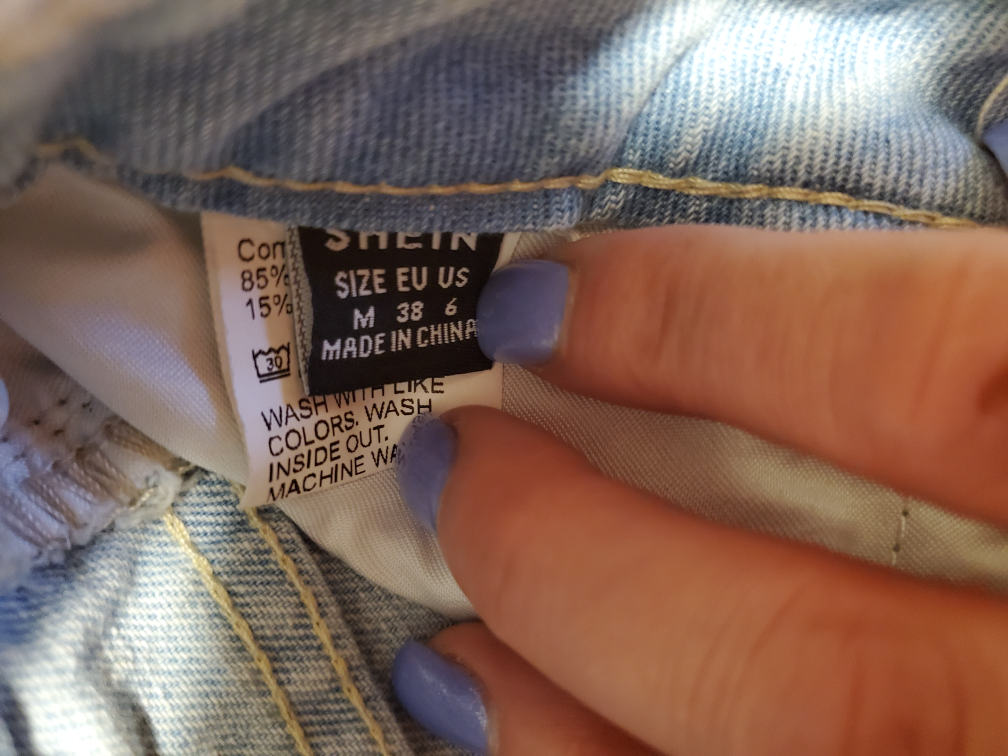 SHEIN
SIZE EU US
M 38 6
MADE IN CHINA
85%
15%
30
WASH WITH LIKE
COLORS. WASH
INSIDE OUT.
MACHINE